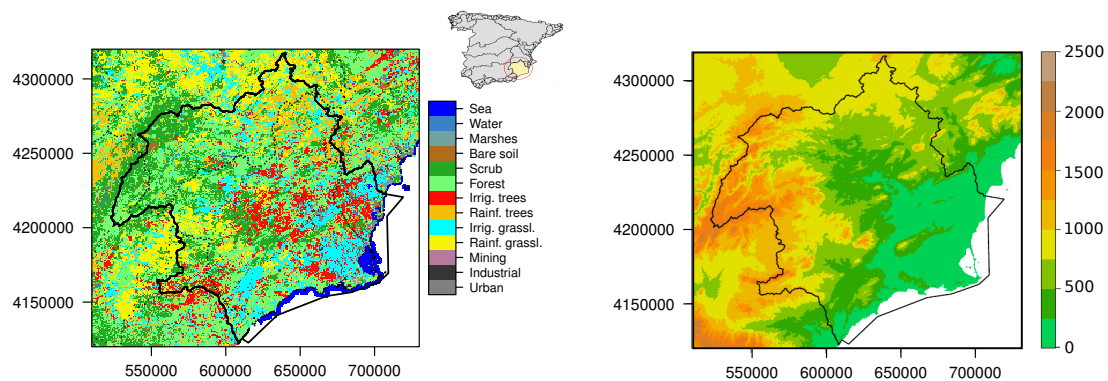 4300000
4250000
4200000
4150000
550000 600000 650000 700000
Sea
Water
Marshes
Bare soil
Scrub
Forest
Irrig. trees
Rainf. trees
Irrig. grassl.
Rainf. grassl.
Mining
Industrial
Urban
4300000
4250000
4200000
4150000
550000 600000 650000 700000
2500
2000
1500
1000
500
0